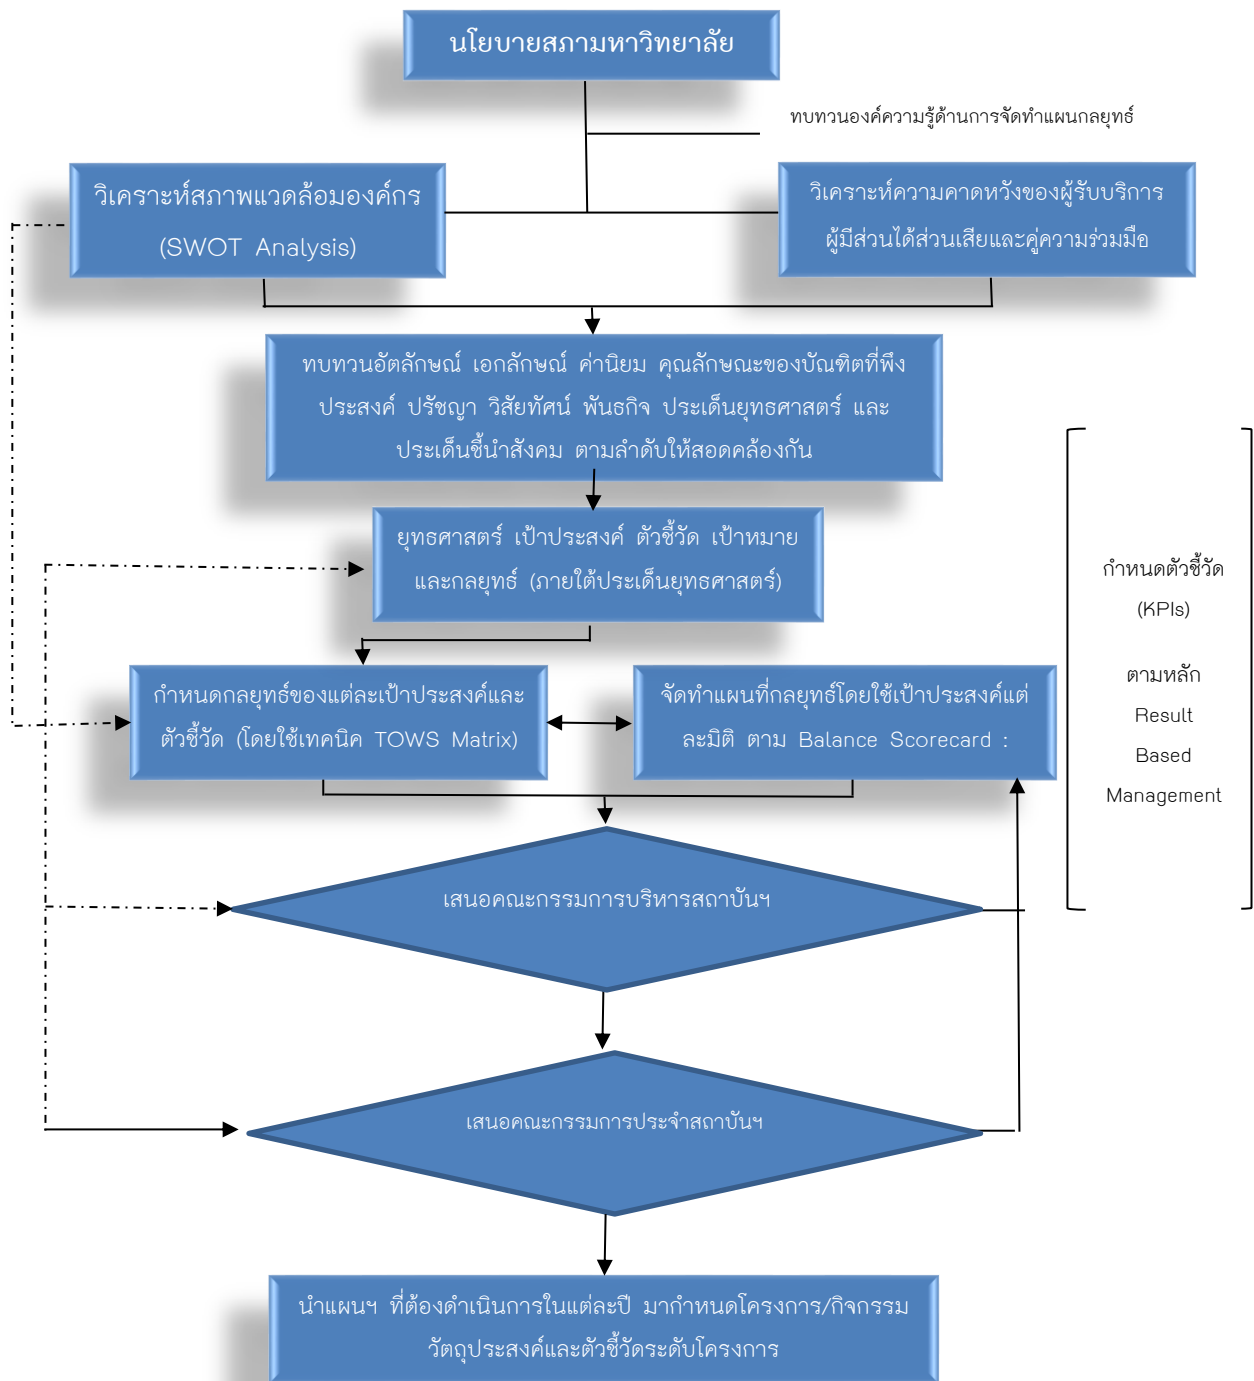 นโยบายสภามหาวิทยาลัย
ทบทวนองค์ความรู้ด้านการจัดทำแผนกลยุทธ์
วิเคราะห์สภาพแวดล้อมองค์กร
(SWOT Analysis)
วิเคราะห์ความคาดหวังของผู้รับบริการ
ผู้มีส่วนได้ส่วนเสียและคู่ความร่วมมือ
ทบทวนอัตลักษณ์ เอกลักษณ์ ค่านิยม คุณลักษณะของบัณฑิตที่พึง
ประสงค์ ปรัชญา วิสัยทัศน์ พันธกิจ ประเด็นยุทธศาสตร์ และ
ประเด็นชี้นำสังคม ตามลำดับให้สอดคล้องกัน
ยุทธศาสตร์ เป้าประสงค์ ตัวชี้วัด เป้าหมาย
และกลยุทธ์ (ภายใต้ประเด็นยุทธศาสตร์)
กำหนดกลยุทธ์ของแต่ละเป้าประสงค์และ
ตัวชี้วัด (โดยใช้เทคนิค TOWS Matrix)
จัดทำแผนที่กลยุทธ์โดยใช้เป้าประสงค์แต่
ละมิติ ตาม Balance Scorecard :
กำหนดตัวชี้วัด
(KPIs)
ตามหลัก
Result
Based
Management
เสนอคณะกรรมการบริหารสถาบันฯ
เสนอคณะกรรมการประจำสถาบันฯ
นำแผนฯ ที่ต้องดำเนินการในแต่ละปี มากำหนดโครงการ/กิจกรรม
วัตถุประสงค์และตัวชี้วัดระดับโครงการ